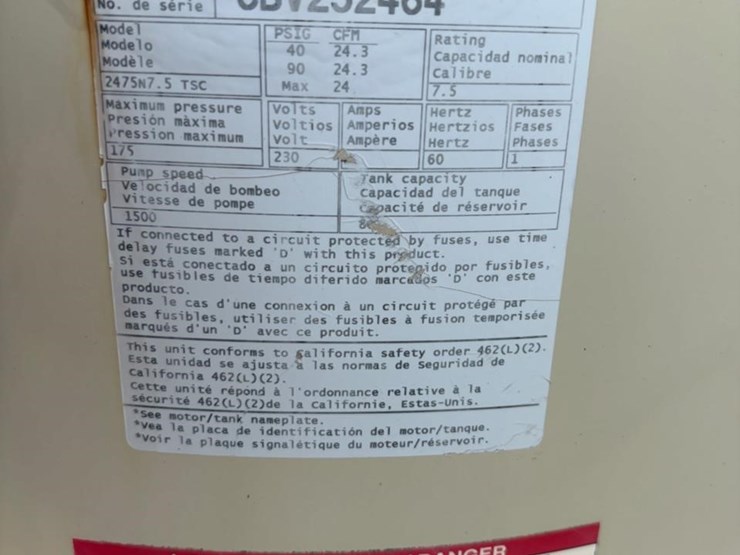 No. de série
Model
Modelo
Modèle
2475N7.5 TSC
PSIG CFM
40 24.3
90 24.3
Max 24
Rating
Capacidad nominal
Calibre
7.5
Maximum pressure
Presión màxima
Pression maximum
175
Volts
Voltios
Volt
230
Amps
Amperios
Ampère
Hertz
Hertzios
Hertz
60
Phases
Fases
Phases
1
Pump speed
Velocidad de bombeo
Vitesse de pompe
1500
Tank capacity
Capacidad del tanque
Capacité de réservoir
If connected to a circuit protected by fuses, use time
delay fuses marked 'D' with this product.
Si está conectado a un circuito protegido por fusibles,
use fusibles de tiempo diferido marcados 'D' con este
producto.
Dans le cas d'une connexion à un circuit protégé par
des fusibles, utiliser des fusibles à fusion temporisée
marqués d'un 'D' avec ce produit.
This unit conforms to California safety order 462(L)(2).
Esta unidad se ajusta a las normas de Seguridad de
California 462(L)(2).
Cette unité répond à l'ordonnance relative à la
sécurité 462(L)(2)de la Californie, Estas-Unis.
*See motor/tank nameplate.
*Vea la placa de identificatión del motor/tanque.
*Voir la plaque signalétique du moteur/réservoir.